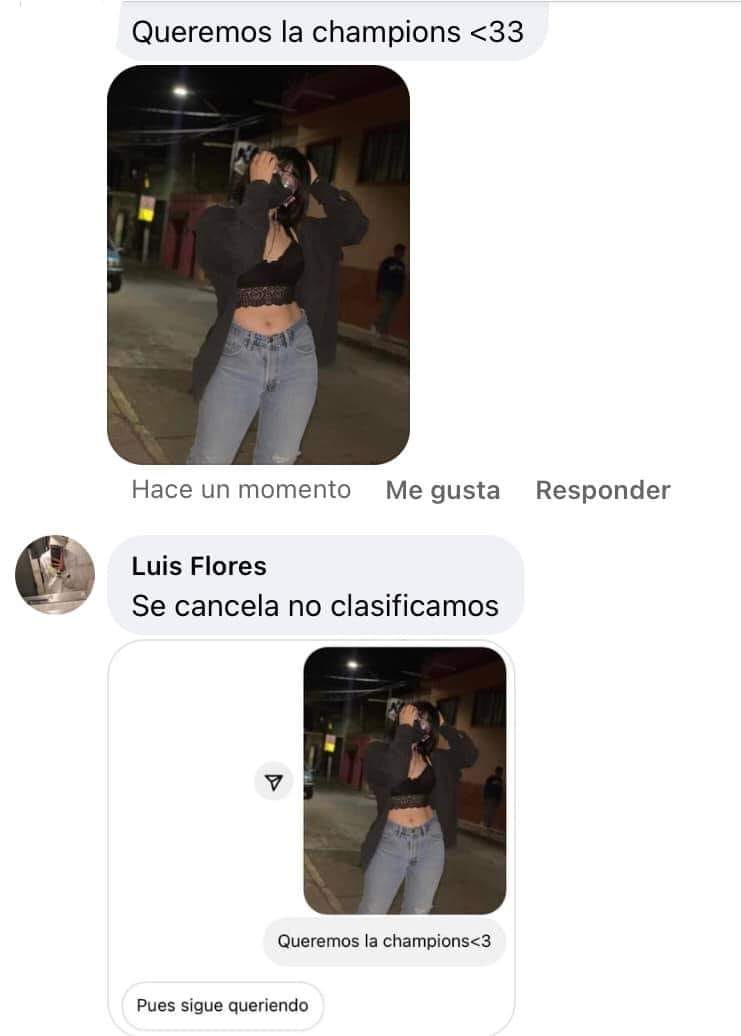 Queremos la champions <33
Hace un momento Me gusta Responder
Luis Flores
Se cancela no clasificamos
Queremos la champions<3
Pues sigue queriendo